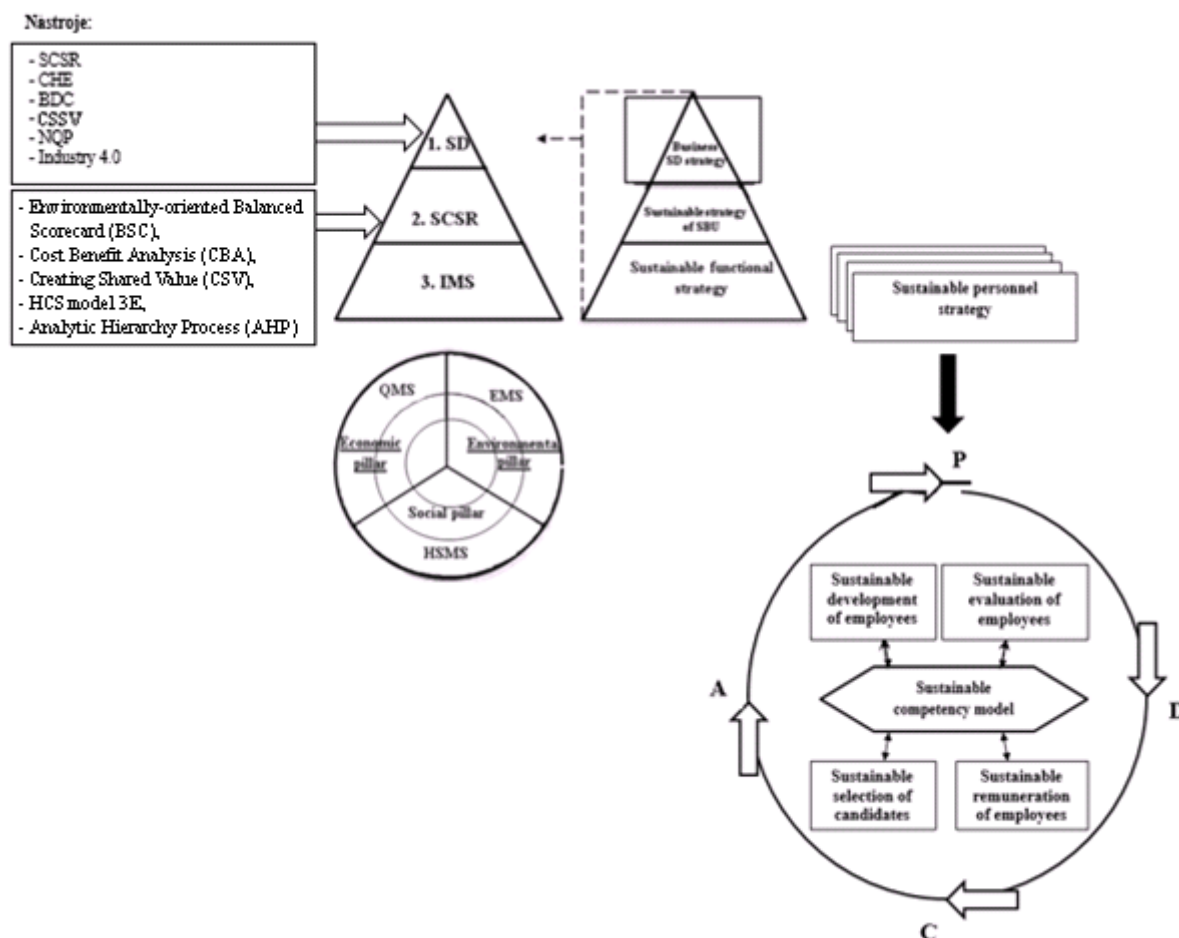 Nástroje:
- SCSR
- CHE
- BDC
- CSSV
- NQP
- Industry 4.0
- Environmentally-oriented Balanced
Scorecard (BSC),
- Cost Benefit Analysis (CBA),
- Creating Shared Value (CSV),
- HCS model 3E,
- Analytic Hierarchy Process (AHP)
1. SD
2. SCSR
3. IMS
Business
SD strategy
Sustainable strategy
of SBU
Sustainable functional
strategy
Sustainable personnel
strategy
QMS
EMS
Economic
pillar
Environmental
pillar
Social pillar
HSMS
P
D
C
A
Sustainable
development
of employees
Sustainable
evaluation of
employees
Sustainable
competency model
Sustainable
selection of
candidates
Sustainable
remuneration
of employees